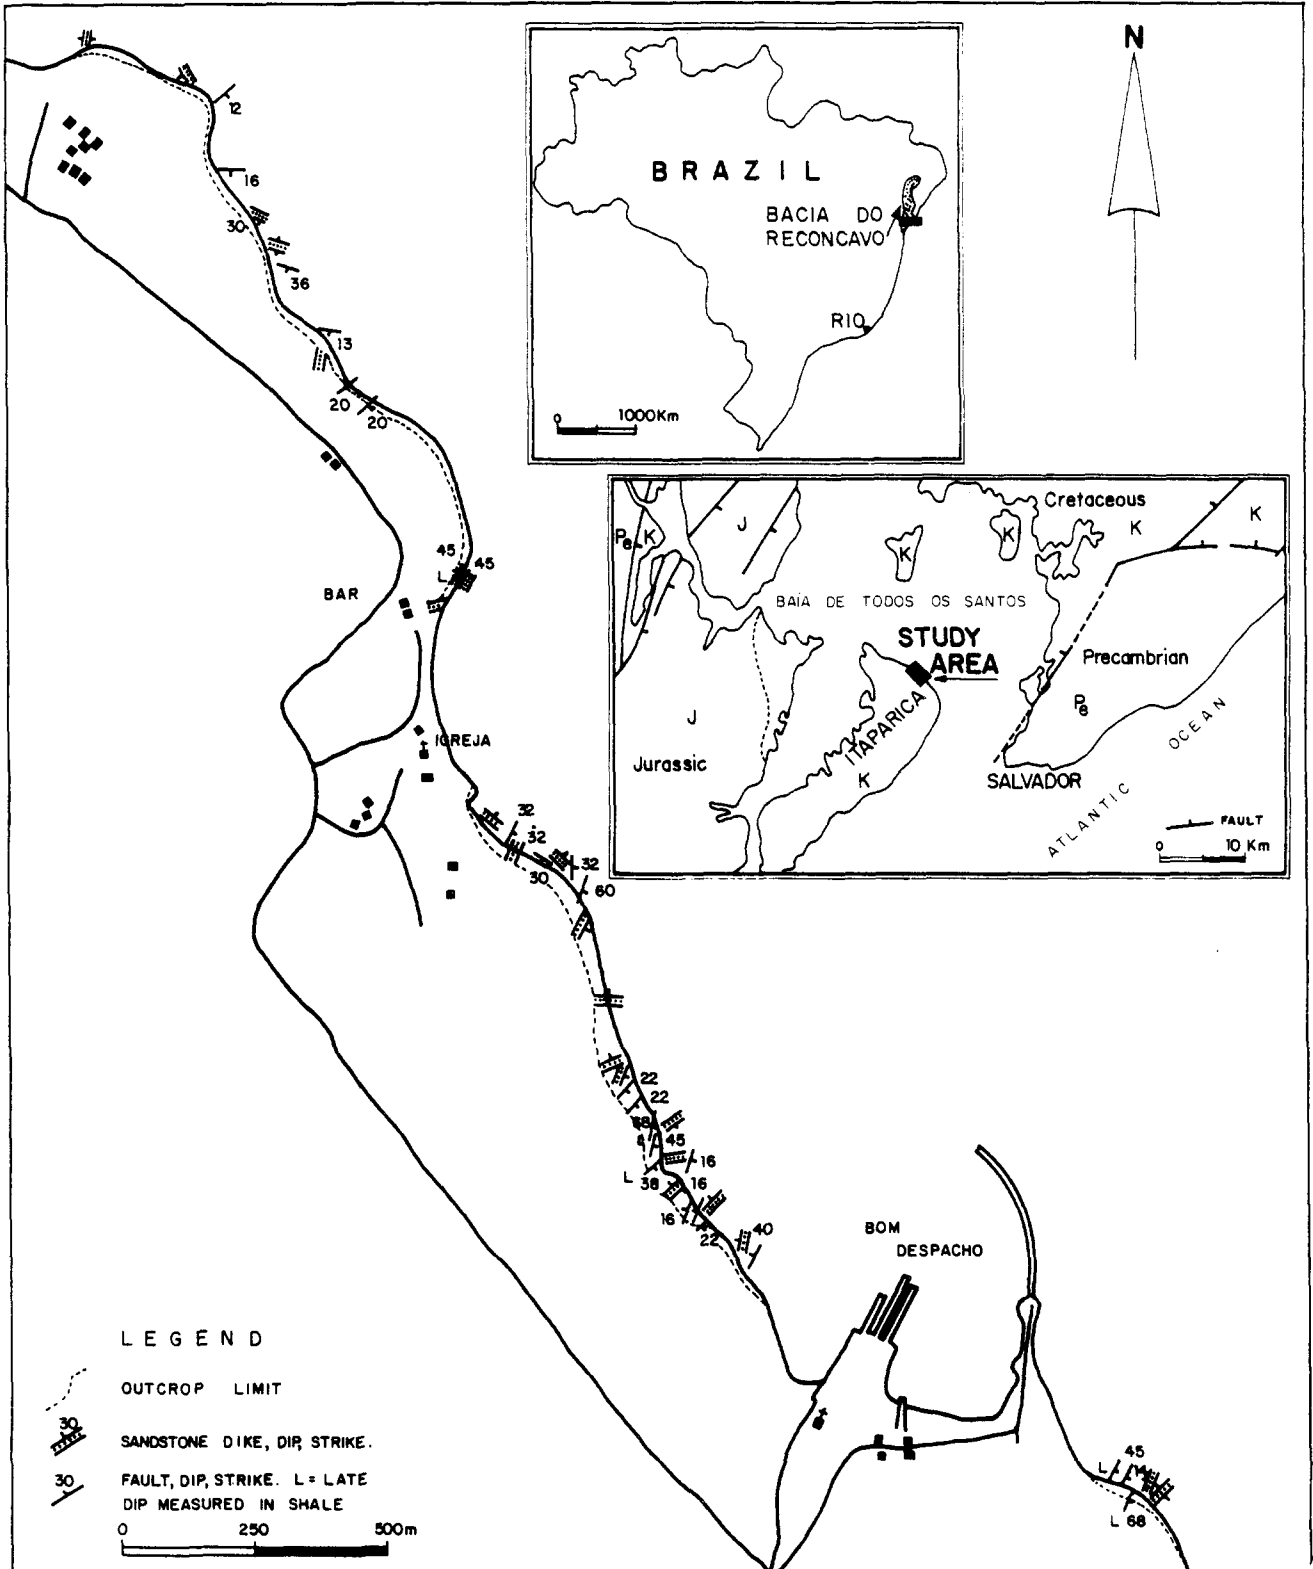 N
BRAZIL
BACIA DO
RECONCAVO
RIO
0 1000Km
12
16
30
36
13
20
20
45
45
L
BAR
IGREJA
32
32
32
30
60
22
22
68
45
L
38
16
16
16
22
40
BOM
DESPACHO
L
45
L 68
Cretaceous
K
K
K
K
K
J
Pe
BAÍA DE TODOS OS SANTOS
STUDY
AREA
ITAPARICA
K
J
Jurassic
Precambrian
Pe
SALVADOR
ATLANTIC OCEAN
FAULT
0 10 Km
LEGEND
OUTCROP LIMIT
30
SANDSTONE DIKE, DIP, STRIKE.
30
FAULT, DIP, STRIKE. L = LATE
DIP MEASURED IN SHALE
0 250 500m